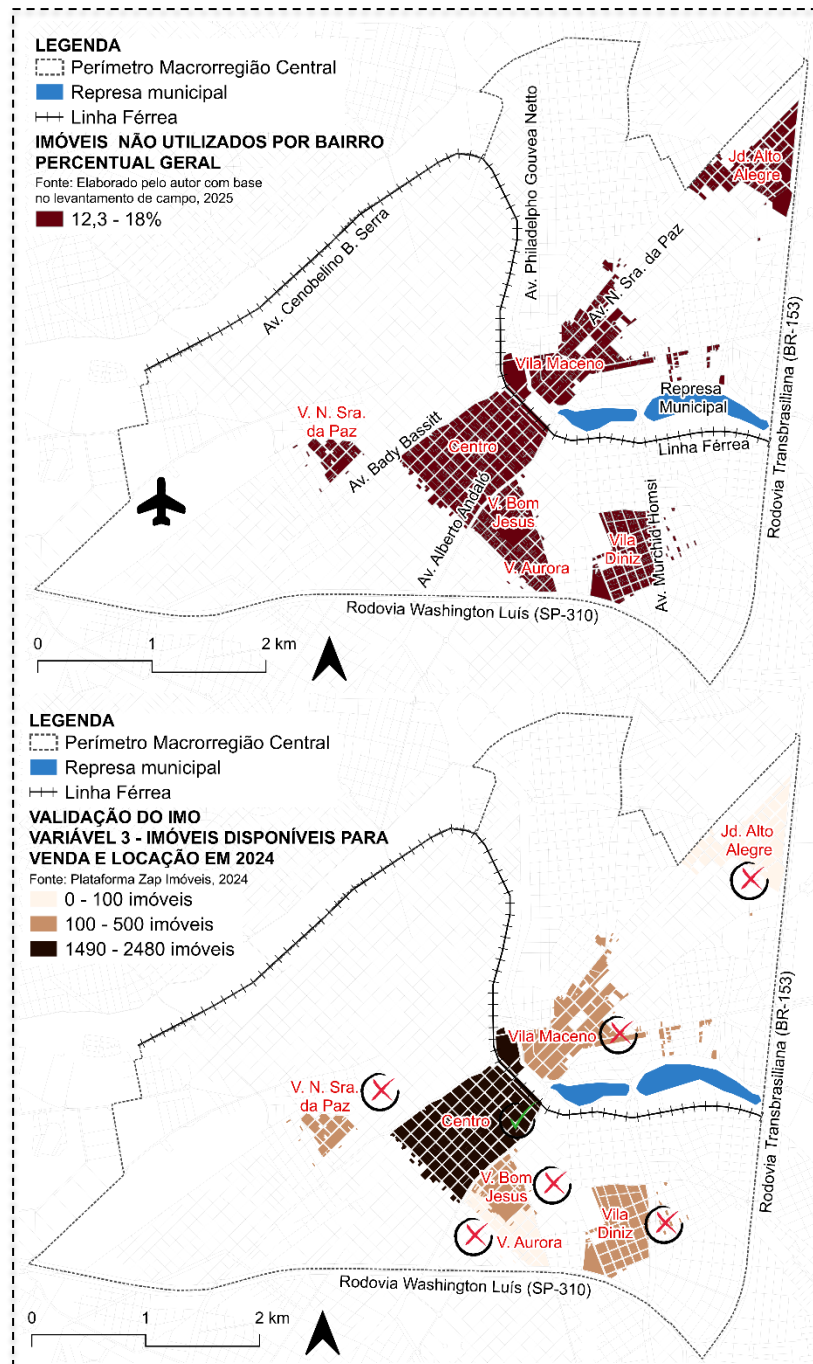 LEGENDA
Perímetro Macrorregião Central
Represa municipal
Linha Férrea
IMÓVEIS NÃO UTILIZADOS POR BAIRRO
PERCENTUAL GERAL
Fonte: Elaborado pelo autor com base
no levantamento de campo, 2025
12,3 - 18%
Av. Philadelpho Gouvea Netto
Jd. Alto
Alegre
Av. Cenobelino B. Serra
Av. N. Sra. da Paz
Vila Maceno
Represa
Municipal
Rodovia Transbrasiliana (BR-153)
V. N. Sra.
da Paz
Av. Bady Bassitt
Centro
Linha Férrea
Av. Alberto Andaló
V. Bom
Jesus
V. Aurora
Vila
Diniz
Av. Murchid Homsi
Rodovia Washington Luís (SP-310)
0 1 2 km
LEGENDA
Perímetro Macrorregião Central
Represa municipal
Linha Férrea
VALIDAÇÃO DO IMO
VARIÁVEL 3 - IMÓVEIS DISPONÍVEIS PARA
VENDA E LOCAÇÃO EM 2024
Fonte: Plataforma Zap Imóveis, 2024
0 - 100 imóveis
100 - 500 imóveis
1490 - 2480 imóveis
Jd. Alto
Alegre
Vila Maceno
Rodovia Transbrasiliana (BR-153)
V. N. Sra.
da Paz
Centro
V. Bom
Jesus
Vila
Diniz
V. Aurora
Rodovia Washington Luís (SP-310)
0 1 2 km